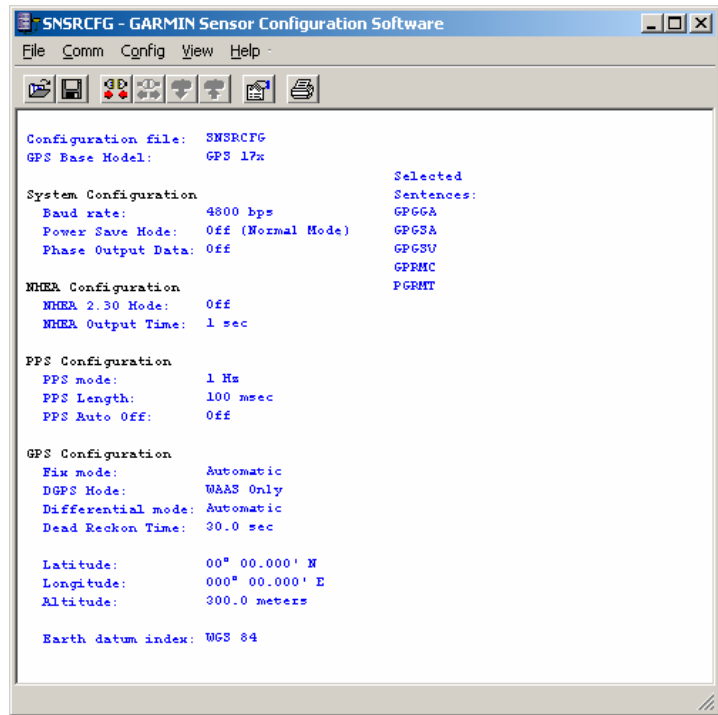 SNSRCFG - GARMIN Sensor Configuration Software
File Comm Config View Help
Configuration file: SNSRCFG
GPS Base Model: GPS 17x
Selected
System Configuration Sentences:
Baud rate: 4800 bps GPGGA
Power Save Mode: Off (Normal Mode) GPGSA
Phase Output Data: Off GPGSV
GPRMC
NMEA Configuration PGRMT
NMEA 2.30 Mode: Off
NMEA Output Time: 1 sec
PPS Configuration
PPS mode: 1 Hz
PPS Length: 100 msec
PPS Auto Off: Off
GPS Configuration
Fix mode: Automatic
DGPS Mode: WAAS Only
Differential mode: Automatic
Dead Reckon Time: 30.0 sec
Latitude: 00° 00.000' N
Longitude: 000° 00.000' E
Altitude: 300.0 meters
Earth datum index: WGS 84